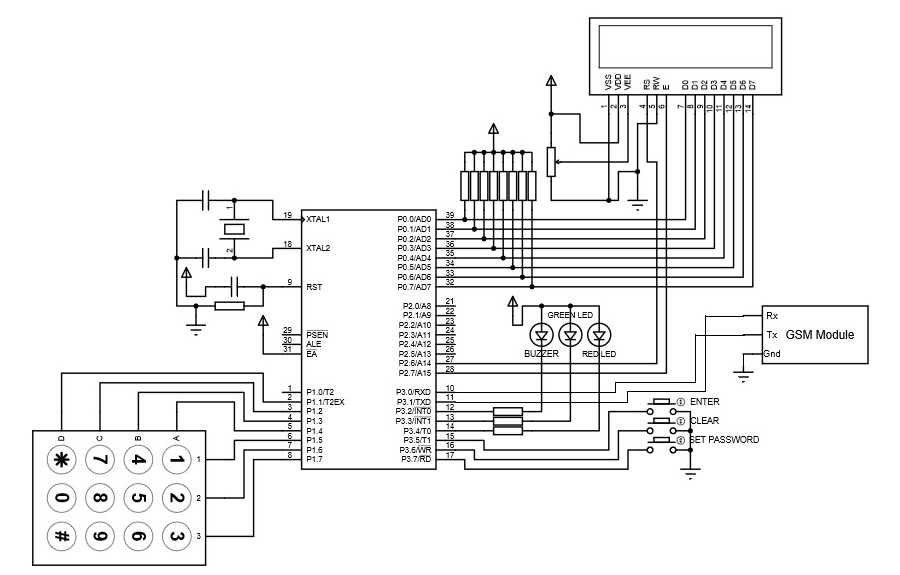 VSS VDD VEE RS RW E D0 D1 D2 D3 D4 D5 D6 D7
1 2 3 4 5 6 7 8 9 10 11 12 13 14
1
2
19 XTAL1
18 XTAL2
9 RST
29 PSEN
30 ALE
31 EA
1 P1.0/T2
2 P1.1/T2EX
3 P1.2
4 P1.3
5 P1.4
6 P1.5
7 P1.6
8 P1.7
P0.0/AD0 39
P0.1/AD1 38
P0.2/AD2 37
P0.3/AD3 36
P0.4/AD4 35
P0.5/AD5 34
P0.6/AD6 33
P0.7/AD7 32
P2.0/A8 21
P2.1/A9 22
P2.2/A10 23
P2.3/A11 24
P2.4/A12 25
P2.5/A13 26
P2.6/A14 27
P2.7/A15 28
P3.0/RXD 10
P3.1/TXD 11
P3.2/INT0 12
P3.3/INT1 13
P3.4/T0 14
P3.5/T1 15
P3.6/WR 16
P3.7/RD 17
GREEN LED
BUZZER
RED LED
Rx
Tx GSM Module
Gnd
ENTER
CLEAR
SET PASSWORD
D C B A
* 7 4 1 1
0 8 5 2 2
# 9 6 3 3